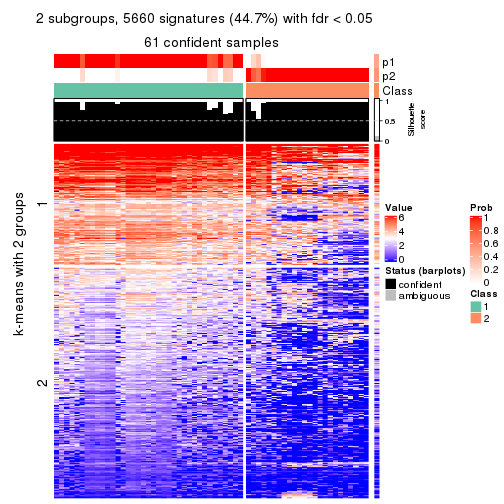 2 subgroups, 5660 signatures (44.7%) with fdr < 0.05
61 confident samples
p1
p2
Class
1
0.5
0
Silhouette
score
k-means with 2 groups
1
2
Value
6
4
2
0
Status (barplots)
confident
ambiguous
Prob
1
0.8
0.6
0.4
0.2
0
Class
1
2